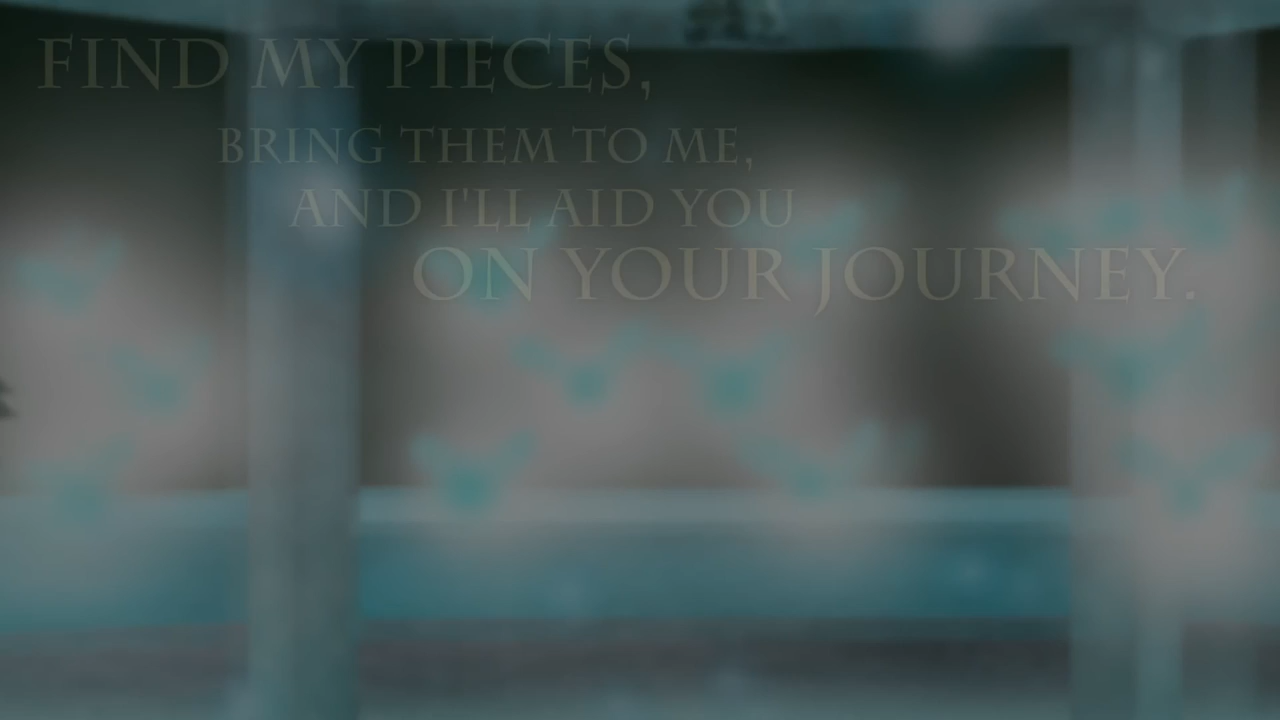 FIND MY PIECES,
BRING THEM TO ME,
AND I'LL AID YOU
ON YOUR JOURNEY.